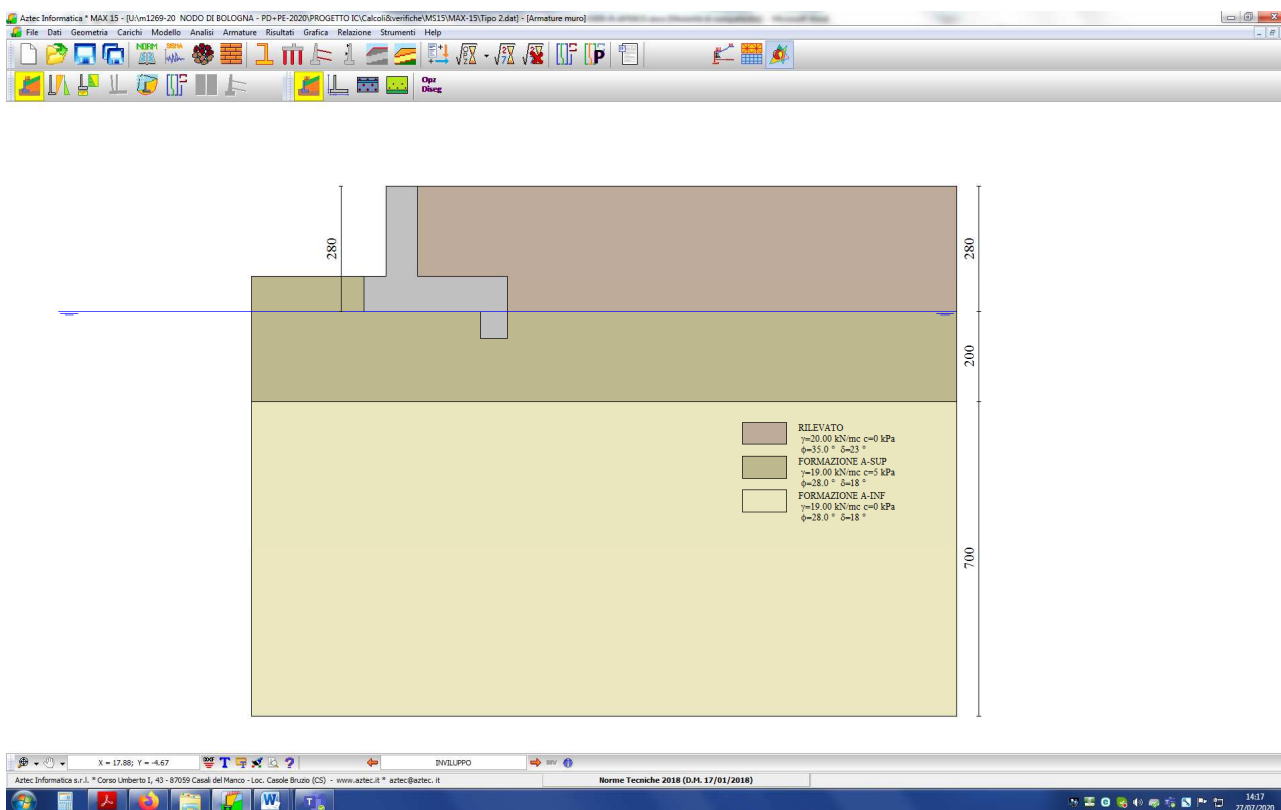 Aztec Informatica * MAX 15 - [U:\m1269-20 NODO DI BOLOGNA - PD+PE-2020\PROGETTO IC\Calcoli&verifiche\MS15\MAX-15\Tipo 2.dat] - [Armature muro]
File Dati Geometria Carichi Modello Analisi Armature Risultati Grafica Relazione Strumenti Help
NORM SISMA
Opz
Diseg
280
280
200
RILEVATO
γ=20.00 kN/mc c=0 kPa
ϕ=35.0 ° δ=23 °
FORMAZIONE A-SUP
γ=19.00 kN/mc c=5 kPa
ϕ=28.0 ° δ=18 °
FORMAZIONE A-INF
γ=19.00 kN/mc c=0 kPa
ϕ=28.0 ° δ=18 °
700
X = 17.88; Y = -4.67
INVILUPPO
INV
Aztec Informatica s.r.l. * Corso Umberto I, 43 - 87059 Casali del Manco - Loc. Casole Bruzio (CS) - www.aztec.it * aztec@aztec. it
Norme Tecniche 2018 (D.M. 17/01/2018)
14:17
27/07/2020